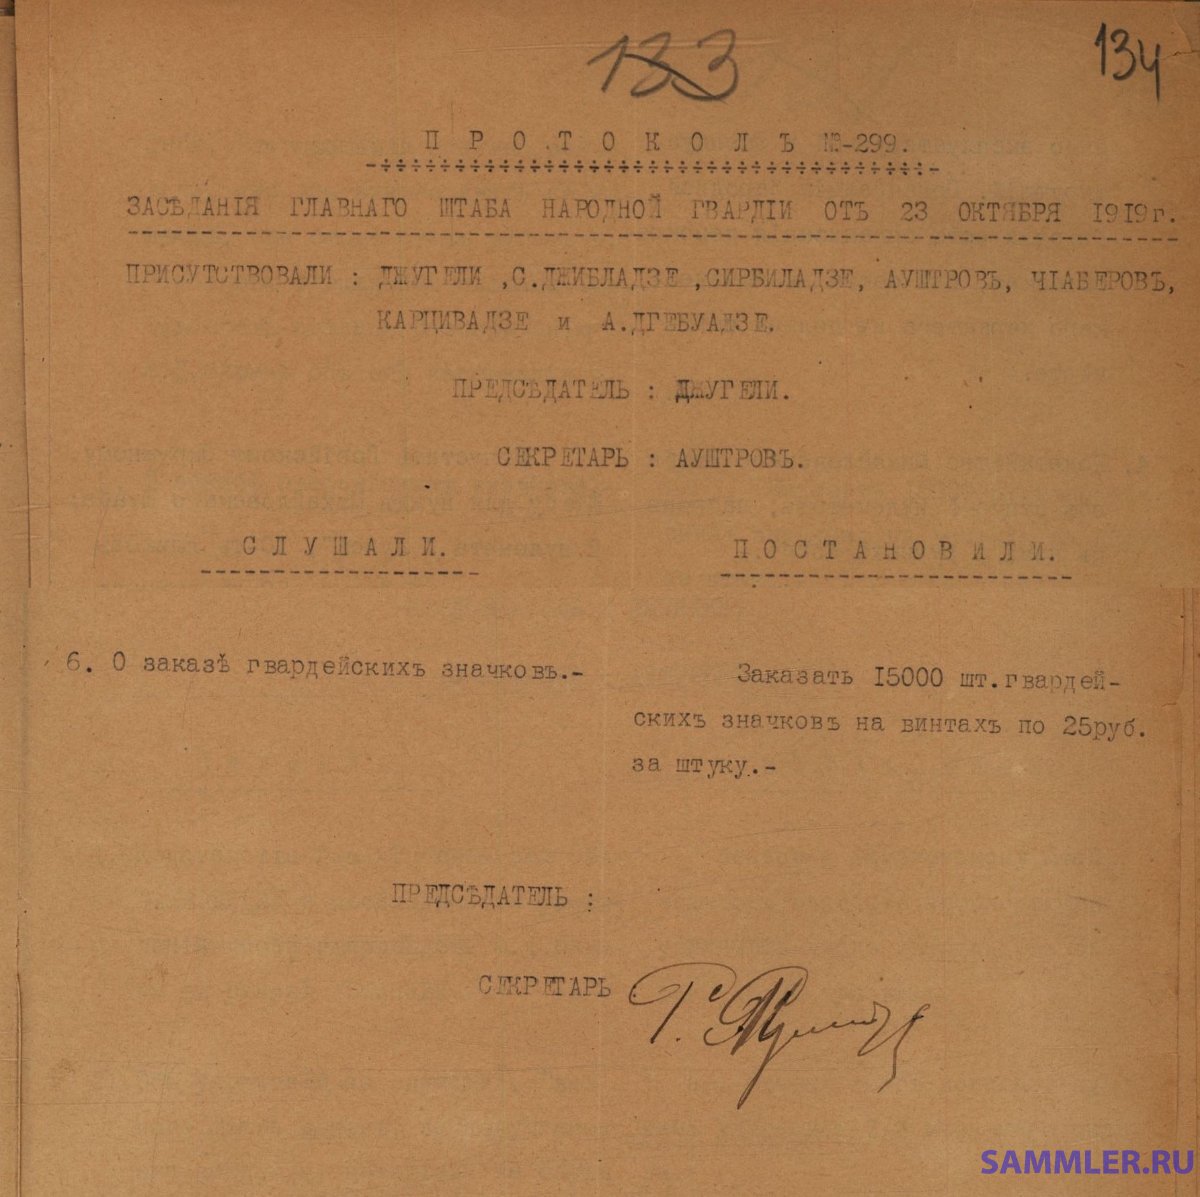 133
134
ПРОТОКОЛЪ №-299.
ЗАСѢДАНІЯ ГЛАВНАГО ШТАБА НАРОДНОЙ ГВАРДІИ ОТЪ 23 ОКТЯБРЯ 1919г.
ПРИСУТСТВОВАЛИ : ДЖУГЕЛИ ,С.ДЖИБЛАДЗЕ ,СИРБИЛАДЗЕ, АУШТРОВЪ, ЧІАБЕРОВЪ,
КАРЦИВАДЗЕ и А.ДГЕБУАДЗЕ.
ПРЕДСѢДАТЕЛЬ : ДЖУГЕЛИ.
СЕКРЕТАРЬ : АУШТРОВЪ.
СЛУШАЛИ.
ПОСТАНОВИЛИ.
6. О заказѣ гвардейскихъ значковъ.-
Заказать 15000 шт.гвардей-
скихъ значковъ на винтахъ по 25руб.
за штуку.-
ПРЕДСѢДАТЕЛЬ :
СЕКРЕТАРЬ :
SAMMLER.RU